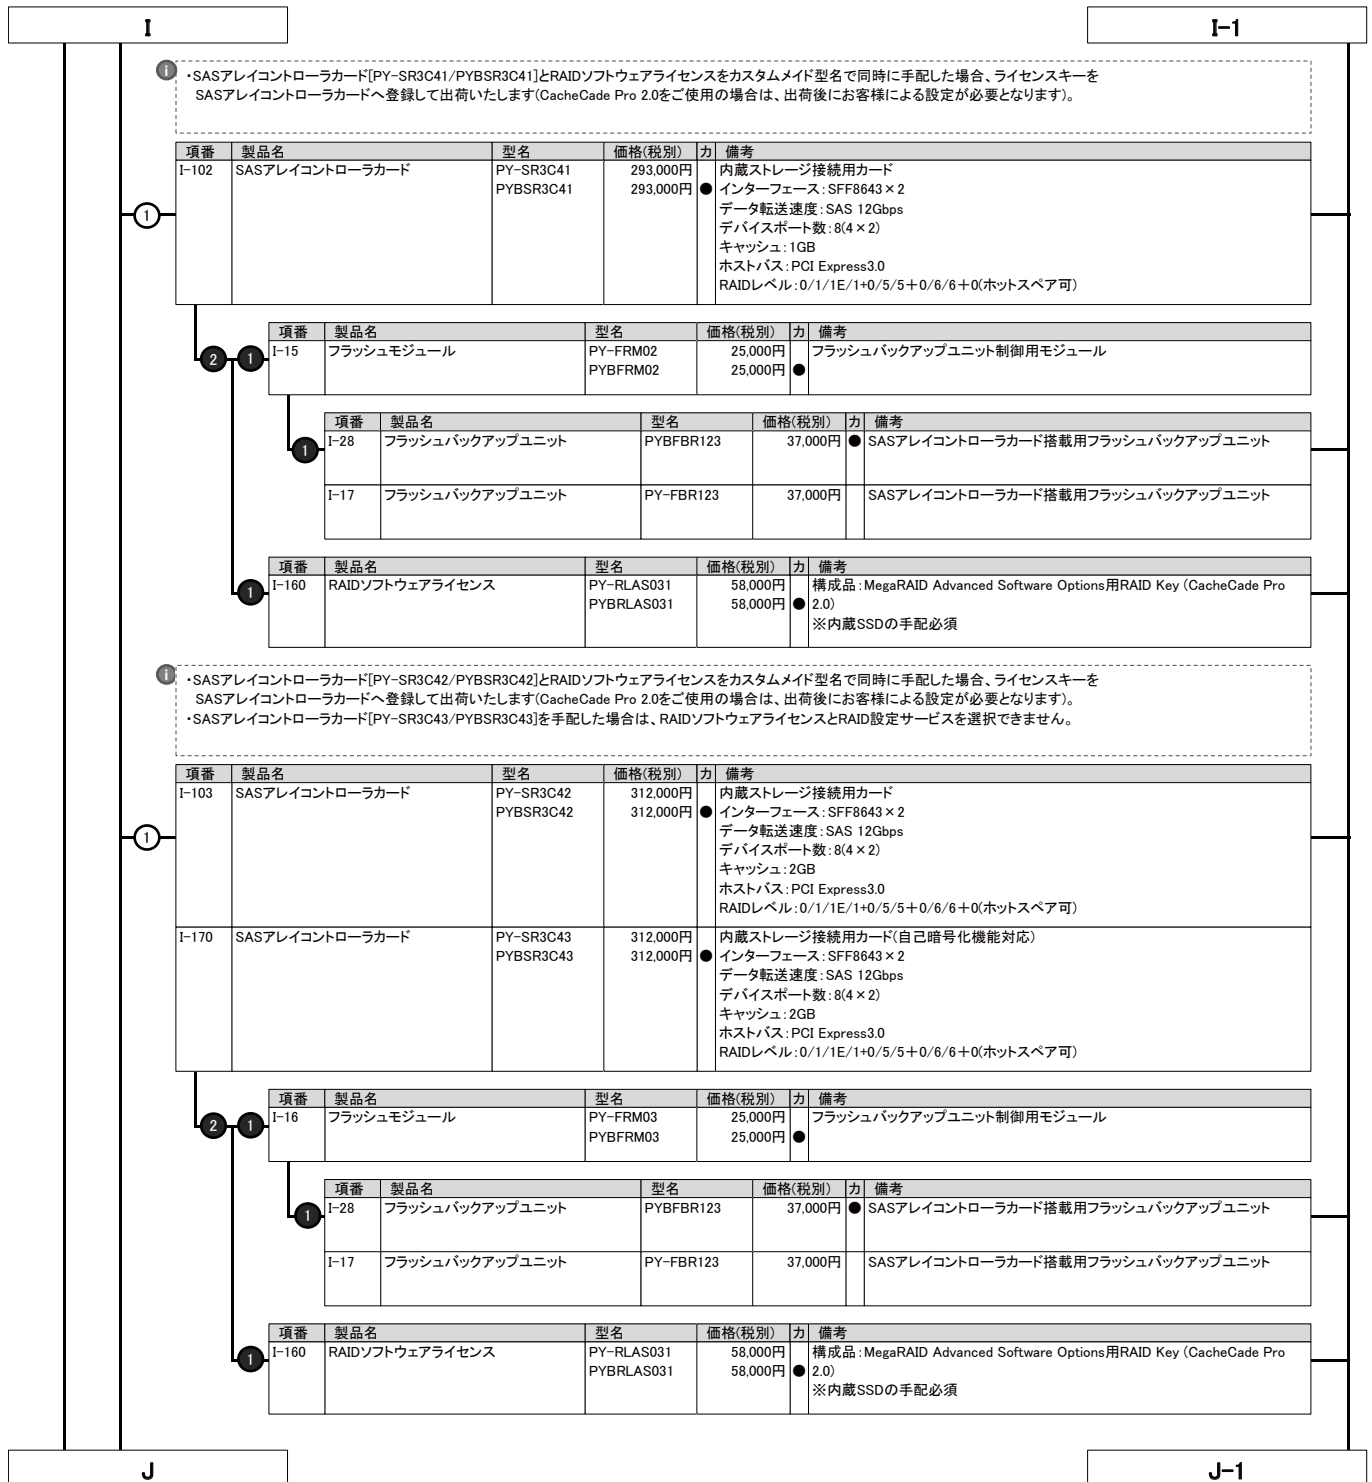 I
I-1
i
・SASアレイコントローラカード[PY-SR3C41/PYBSR3C41]とRAIDソフトウェアライセンスをカスタムメイド型名で同時に手配した場合、ライセンスキーを
SASアレイコントローラカードへ登録して出荷いたします(CacheCade Pro 2.0をご使用の場合は、出荷後にお客様による設定が必要となります)。
項番 製品名 型名 価格(税別) カ 備考
I-102 SASアレイコントローラカード PY-SR3C41 293,000円 内蔵ストレージ接続用カード
PYBSR3C41 293,000円 ● インターフェース:SFF8643×2
データ転送速度:SAS 12Gbps
1
デバイスポート数:8(4×2)
キャッシュ:1GB
ホストバス:PCI Express3.0
RAIDレベル:0/1/1E/1+0/5/5+0/6/6+0(ホットスペア可)
項番 製品名 型名 価格(税別) カ 備考
2 1 I-15 フラッシュモジュール PY-FRM02 25,000円 フラッシュバックアップユニット制御用モジュール
PYBFRM02 25,000円 ●
項番 製品名 型名 価格(税別) カ 備考
1 I-28 フラッシュバックアップユニット PYBFBR123 37,000円 ● SASアレイコントローラカード搭載用フラッシュバックアップユニット
I-17 フラッシュバックアップユニット PY-FBR123 37,000円 SASアレイコントローラカード搭載用フラッシュバックアップユニット
項番 製品名 型名 価格(税別) カ 備考
1 I-160 RAIDソフトウェアライセンス PY-RLAS031 58,000円 構成品:MegaRAID Advanced Software Options用RAID Key (CacheCade Pro
PYBRLAS031 58,000円 ● 2.0)
※内蔵SSDの手配必須
i
・SASアレイコントローラカード[PY-SR3C42/PYBSR3C42]とRAIDソフトウェアライセンスをカスタムメイド型名で同時に手配した場合、ライセンスキーを
SASアレイコントローラカードへ登録して出荷いたします(CacheCade Pro 2.0をご使用の場合は、出荷後にお客様による設定が必要となります)。
・SASアレイコントローラカード[PY-SR3C43/PYBSR3C43]を手配した場合は、RAIDソフトウェアライセンスとRAID設定サービスを選択できません。
項番 製品名 型名 価格(税別) カ 備考
I-103 SASアレイコントローラカード PY-SR3C42 312,000円 内蔵ストレージ接続用カード
PYBSR3C42 312,000円 ● インターフェース:SFF8643×2
1
データ転送速度:SAS 12Gbps
デバイスポート数:8(4×2)
キャッシュ:2GB
ホストバス:PCI Express3.0
RAIDレベル:0/1/1E/1+0/5/5+0/6/6+0(ホットスペア可)
I-170 SASアレイコントローラカード PY-SR3C43 312,000円 内蔵ストレージ接続用カード(自己暗号化機能対応)
PYBSR3C43 312,000円 ● インターフェース:SFF8643×2
データ転送速度:SAS 12Gbps
デバイスポート数:8(4×2)
キャッシュ:2GB
ホストバス:PCI Express3.0
RAIDレベル:0/1/1E/1+0/5/5+0/6/6+0(ホットスペア可)
項番 製品名 型名 価格(税別) カ 備考
2 1 I-16 フラッシュモジュール PY-FRM03 25,000円 フラッシュバックアップユニット制御用モジュール
PYBFRM03 25,000円 ●
項番 製品名 型名 価格(税別) カ 備考
1 I-28 フラッシュバックアップユニット PYBFBR123 37,000円 ● SASアレイコントローラカード搭載用フラッシュバックアップユニット
I-17 フラッシュバックアップユニット PY-FBR123 37,000円 SASアレイコントローラカード搭載用フラッシュバックアップユニット
項番 製品名 型名 価格(税別) カ 備考
1 I-160 RAIDソフトウェアライセンス PY-RLAS031 58,000円 構成品:MegaRAID Advanced Software Options用RAID Key (CacheCade Pro
PYBRLAS031 58,000円 ● 2.0)
※内蔵SSDの手配必須
J
J-1